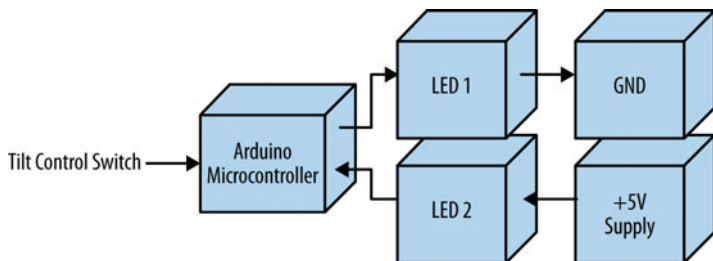 LED 1
GND
Tilt Control Switch
Arduino
Microcontroller
LED 2
+5V
Supply